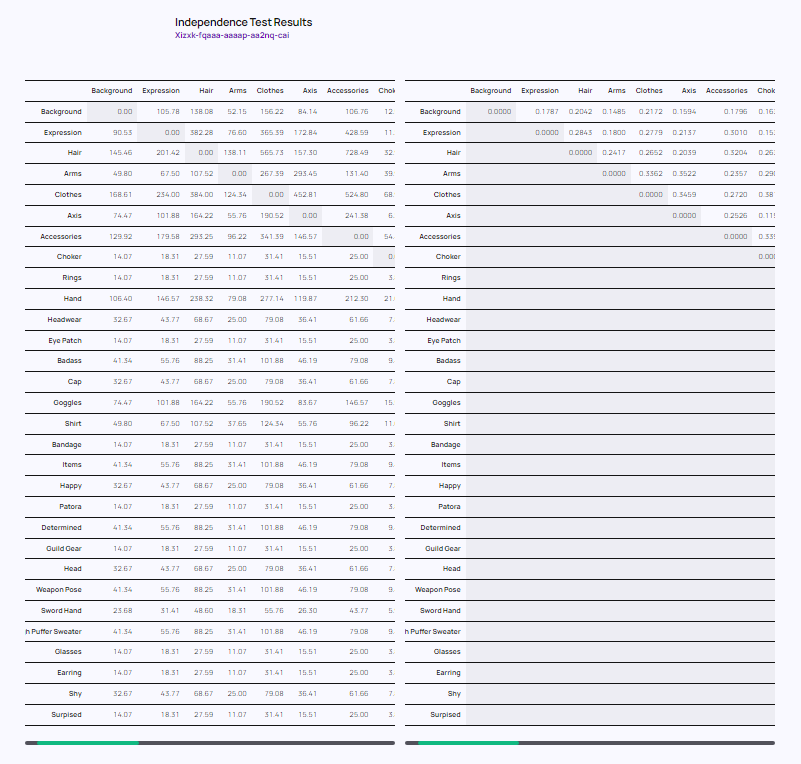 Independence Test Results
Xizxk-fqaaa-aaaap-aa2nq-cai
Background Expression Hair Arms Clothes Axis Accessories Chok
Background 0.00 105.78 138.08 52.15 156.22 84.14 106.76 12.
Expression 90.53 0.00 382.28 76.60 365.39 172.84 428.59 11.
Hair 145.46 201.42 0.00 138.11 565.73 157.30 728.49 32.
Arms 49.80 67.50 107.52 0.00 267.39 293.45 131.40 39.
Clothes 168.61 234.00 384.00 124.34 0.00 452.81 524.80 68.
Axis 74.47 101.88 164.22 55.76 190.52 0.00 241.38 6.
Accessories 129.92 179.58 293.25 96.22 341.39 146.57 0.00 54.
Choker 14.07 18.31 27.59 11.07 31.41 15.51 25.00 0.
Rings 14.07 18.31 27.59 11.07 31.41 15.51 25.00 3.
Hand 106.40 146.57 238.32 79.08 277.14 119.87 212.30 21.
Headwear 32.67 43.77 68.67 25.00 79.08 36.41 61.66 7.
Eye Patch 14.07 18.31 27.59 11.07 31.41 15.51 25.00 3.
Badass 41.34 55.76 88.25 31.41 101.88 46.19 79.08 9.
Cap 32.67 43.77 68.67 25.00 79.08 36.41 61.66 7.
Goggles 74.47 101.88 164.22 55.76 190.52 83.67 146.57 15.
Shirt 49.80 67.50 107.52 37.65 124.34 55.76 96.22 11.
Bandage 14.07 18.31 27.59 11.07 31.41 15.51 25.00 3.
Items 41.34 55.76 88.25 31.41 101.88 46.19 79.08 9.
Happy 32.67 43.77 68.67 25.00 79.08 36.41 61.66 7.
Patora 14.07 18.31 27.59 11.07 31.41 15.51 25.00 3.
Determined 41.34 55.76 88.25 31.41 101.88 46.19 79.08 9.
Guild Gear 14.07 18.31 27.59 11.07 31.41 15.51 25.00 3.
Head 32.67 43.77 68.67 25.00 79.08 36.41 61.66 7.
Weapon Pose 41.34 55.76 88.25 31.41 101.88 46.19 79.08 9.
Sword Hand 23.68 31.41 48.60 18.31 55.76 26.30 43.77 5.
h Puffer Sweater 41.34 55.76 88.25 31.41 101.88 46.19 79.08 9.
Glasses 14.07 18.31 27.59 11.07 31.41 15.51 25.00 3.
Earring 14.07 18.31 27.59 11.07 31.41 15.51 25.00 3.
Shy 32.67 43.77 68.67 25.00 79.08 36.41 61.66 7.
Surpised 14.07 18.31 27.59 11.07 31.41 15.51 25.00 3.
Background Expression Hair Arms Clothes Axis Accessories Chok
Background 0.0000 0.1787 0.2042 0.1485 0.2172 0.1594 0.1796 0.16
Expression 0.0000 0.2843 0.1800 0.2779 0.2137 0.3010 0.15
Hair 0.0000 0.2417 0.2652 0.2039 0.3204 0.26
Arms 0.0000 0.3362 0.3522 0.2357 0.29
Clothes 0.0000 0.3459 0.2720 0.38
Axis 0.0000 0.2526 0.11
Accessories 0.0000 0.33
Choker 0.000
Rings
Hand
Headwear
Eye Patch
Badass
Cap
Goggles
Shirt
Bandage
Items
Happy
Patora
Determined
Guild Gear
Head
Weapon Pose
Sword Hand
h Puffer Sweater
Glasses
Earring
Shy
Surpised